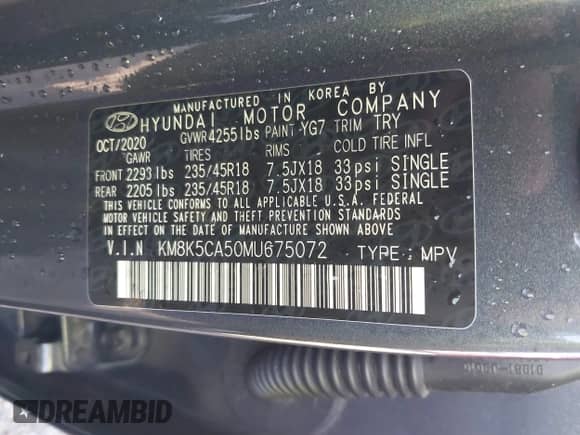 MANUFACTURED IN KOREA BY
HYUNDAI MOTOR COMPANY
OCT/2020 GVWR 4255lbs PAINT YG7 TRIM TRY
GAWR TIRES RIMS COLD TIRE INFL
FRONT 2293lbs 235/45R18 7.5JX18 33psi SINGLE
REAR 2205lbs 235/45R18 7.5JX18 33psi SINGLE
THIS VEHICLE CONFORMS TO ALL APPLICABLE U.S.A. FEDERAL
MOTOR VEHICLE SAFETY, BUMPER, AND THEFT PREVENTION STANDARDS
IN EFFECT ON THE DATE OF MANUFACTURE SHOWN ABOVE.
V.I.N KM8K5CA50MU675072 TYPE: MPV
DREAMBID